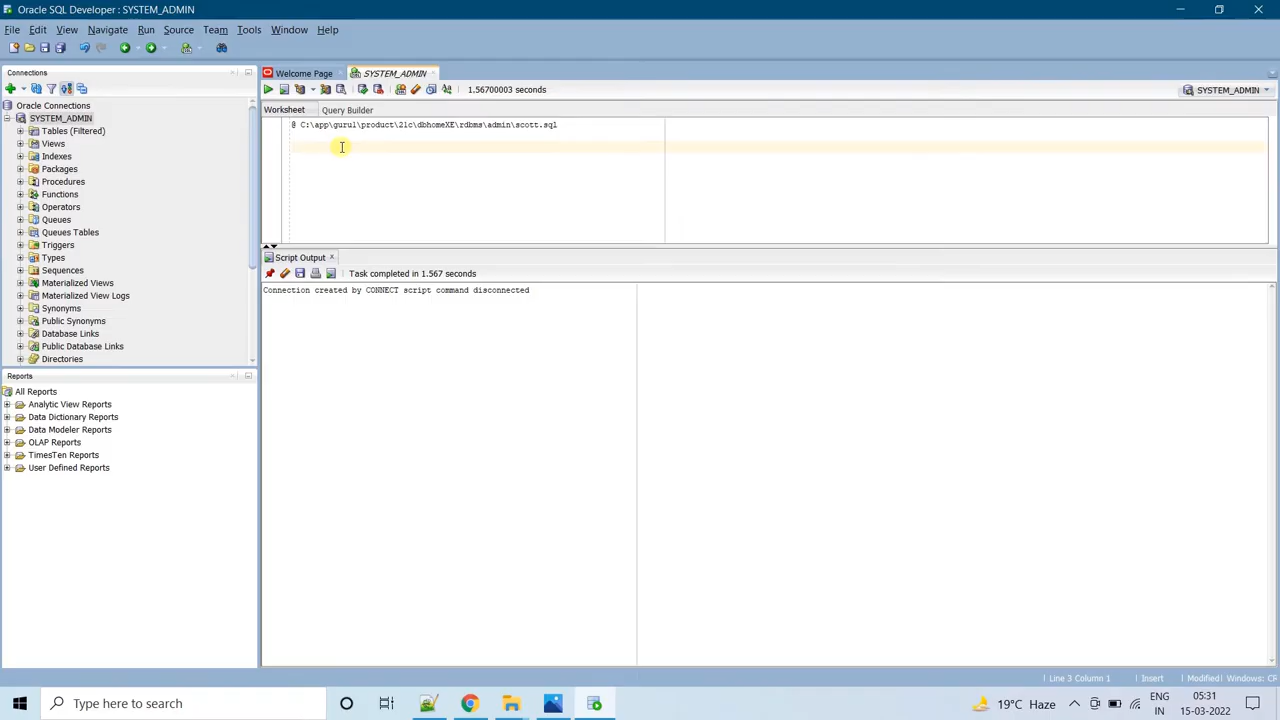 Oracle SQL Developer : SYSTEM_ADMIN
File Edit View Navigate Run Source Team Tools Window Help
Connections
Oracle Connections
SYSTEM_ADMIN
Tables (Filtered)
Views
Indexes
Packages
Procedures
Functions
Operators
Queues
Queues Tables
Triggers
Types
Sequences
Materialized Views
Materialized View Logs
Synonyms
Public Synonyms
Database Links
Public Database Links
Directories
Reports
All Reports
Analytic View Reports
Data Dictionary Reports
Data Modeler Reports
OLAP Reports
TimesTen Reports
User Defined Reports
Welcome Page
SYSTEM_ADMIN
1.56700003 seconds
SYSTEM_ADMIN
Worksheet Query Builder
@ C:\app\guru1\product\21c\dbhomeXE\rdbms\admin\scott.sql
Script Output
Task completed in 1.567 seconds
Connection created by CONNECT script command disconnected
Line 3 Column 1 Insert Modified Windows: CF
Type here to search
19°C Haze
ENG
IN
05:31
15-03-2022